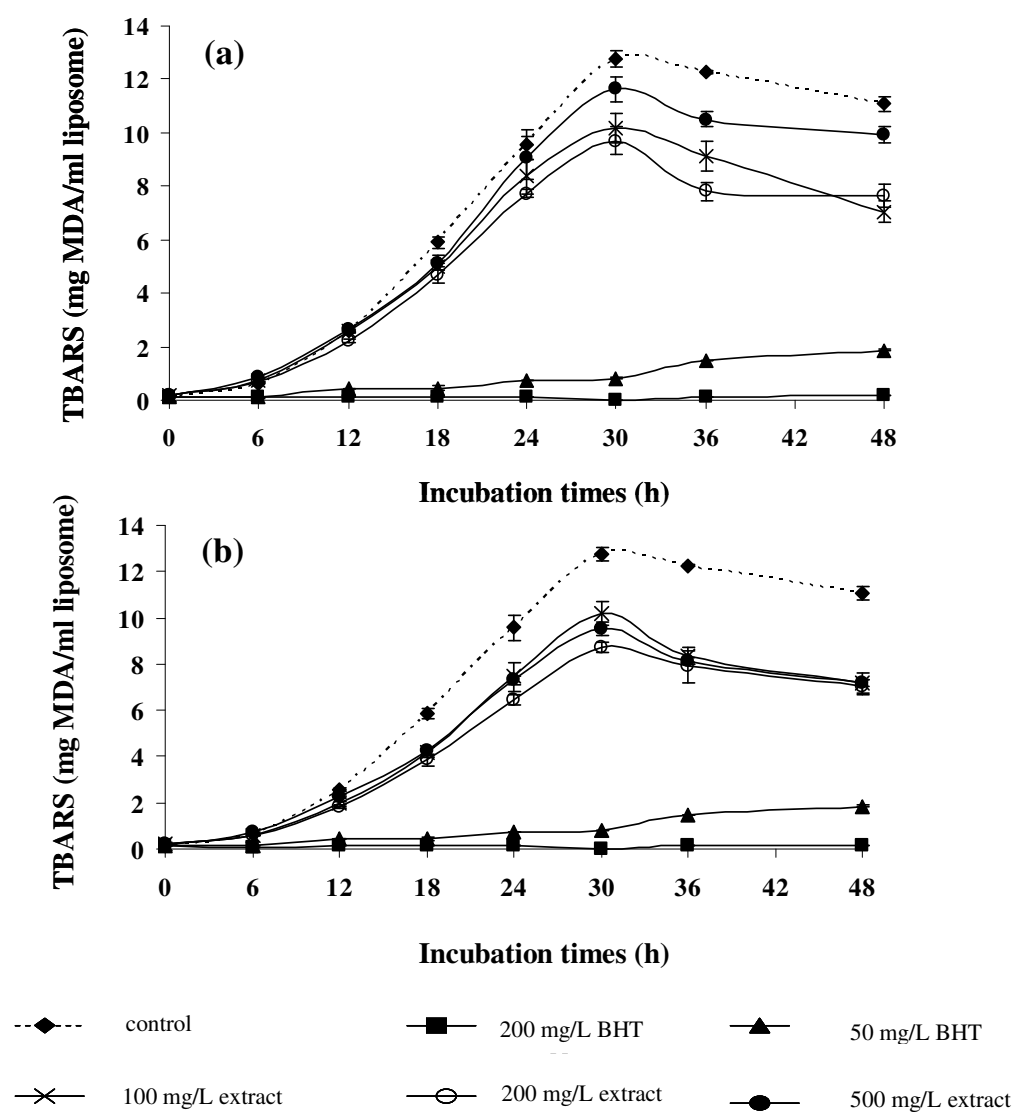 (a)
TBARS (mg MDA/ml liposome)
14
12
10
8
6
4
2
0
0 6 12 18 24 30 36 42 48
Incubation times (h)
(b)
TBARS (mg MDA/ml liposome)
14
12
10
8
6
4
2
0
0 6 12 18 24 30 36 42 48
Incubation times (h)
control 200 mg/L BHT 50 mg/L BHT
100 mg/L extract 200 mg/L extract 500 mg/L extract